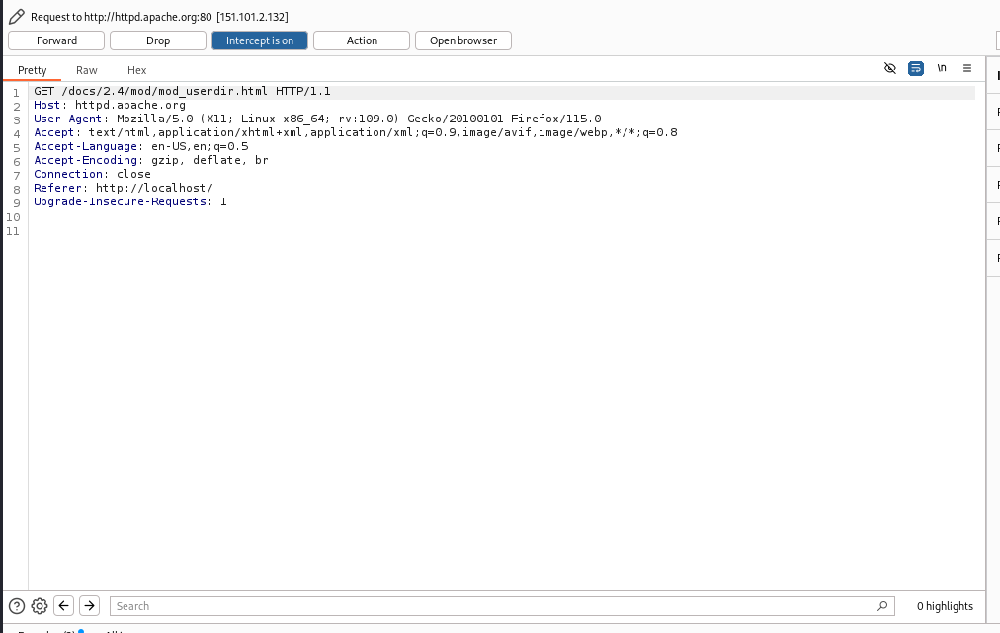 Request to http://httpd.apache.org:80 [151.101.2.132]
Forward Drop Intercept is on Action Open browser
Pretty Raw Hex \n
1 GET /docs/2.4/mod/mod_userdir.html HTTP/1.1
2 Host: httpd.apache.org
3 User-Agent: Mozilla/5.0 (X11; Linux x86_64; rv:109.0) Gecko/20100101 Firefox/115.0
4 Accept: text/html,application/xhtml+xml,application/xml;q=0.9,image/avif,image/webp,*/*;q=0.8
5 Accept-Language: en-US,en;q=0.5
6 Accept-Encoding: gzip, deflate, br
7 Connection: close
8 Referer: http://localhost/
9 Upgrade-Insecure-Requests: 1
10
11
Search 0 highlights